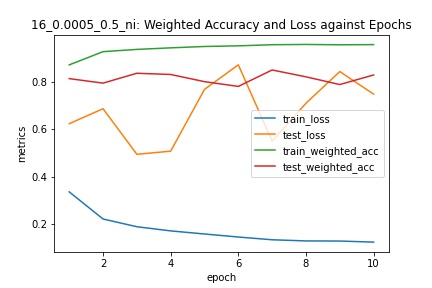 16_0.0005_0.5_ni: Weighted Accuracy and Loss against Epochs
metrics
0.8
0.6
0.4
0.2
train_loss
test_loss
train_weighted_acc
test_weighted_acc
2 4 6 8 10
epoch